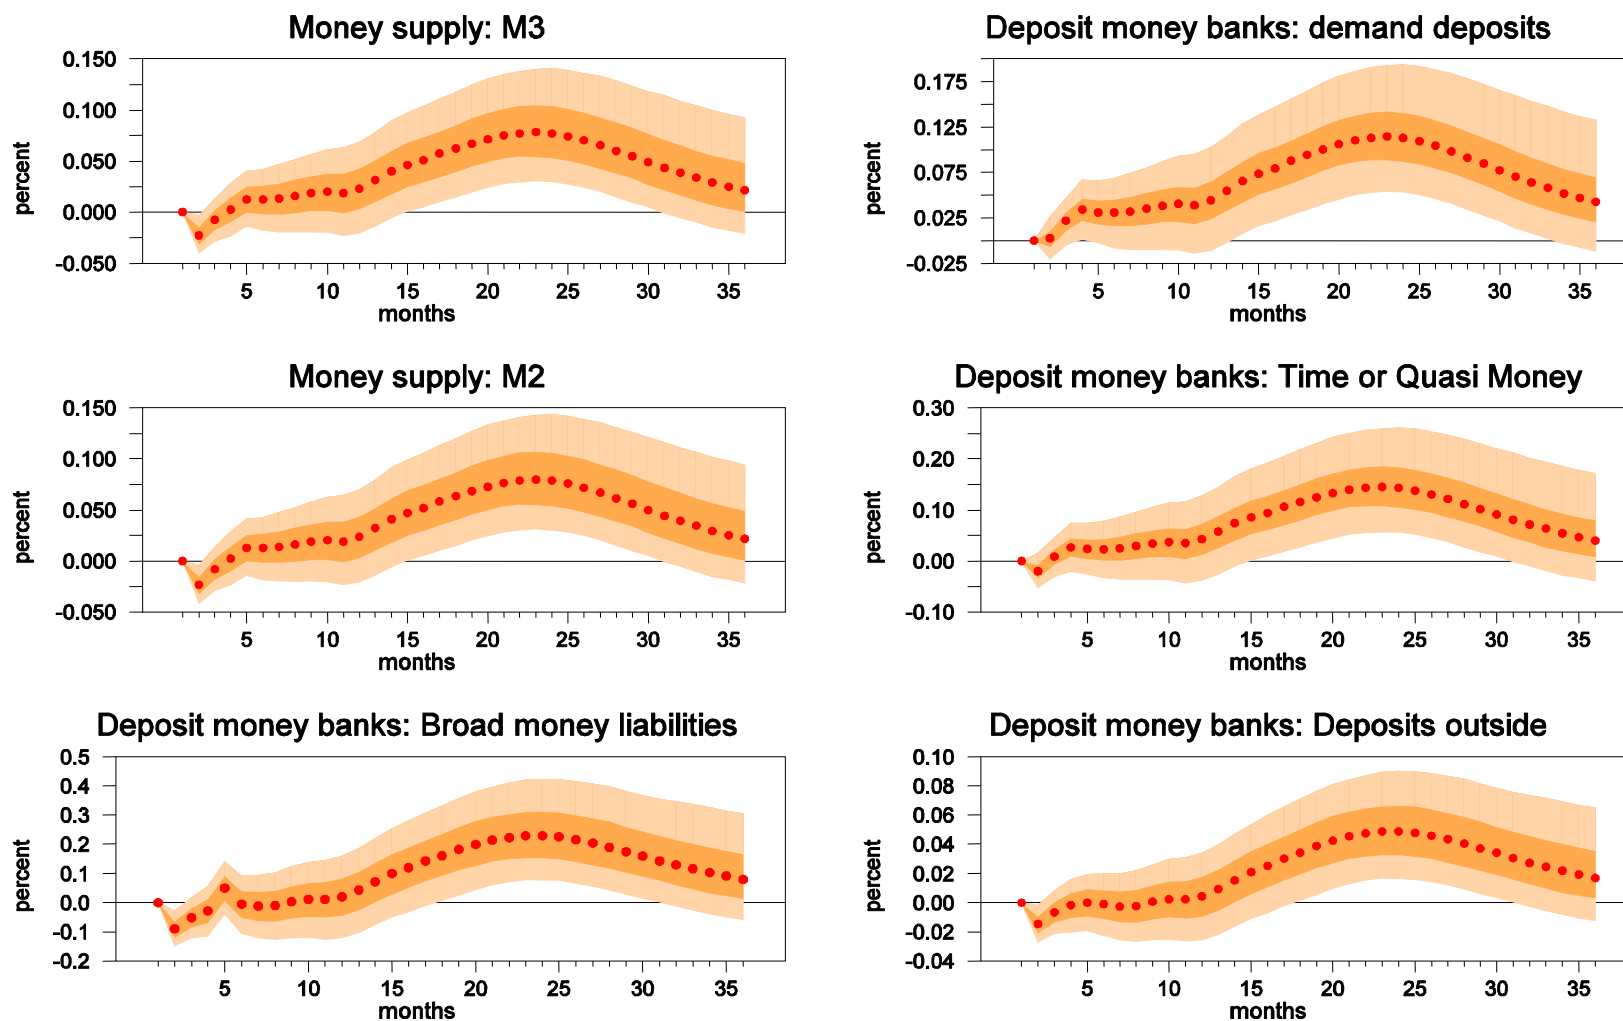 Money supply: M3
0.150
0.100
0.050
0.000
-0.050
percent
5 10 15 20 25 30 35
months
Deposit money banks: demand deposits
0.175
0.125
0.075
0.025
-0.025
percent
5 10 15 20 25 30 35
months
Money supply: M2
0.150
0.100
0.050
0.000
-0.050
percent
5 10 15 20 25 30 35
months
Deposit money banks: Time or Quasi Money
0.30
0.20
0.10
0.00
-0.10
percent
5 10 15 20 25 30 35
months
Deposit money banks: Broad money liabilities
0.5
0.4
0.3
0.2
0.1
0.0
-0.1
-0.2
percent
5 10 15 20 25 30 35
months
Deposit money banks: Deposits outside
0.10
0.08
0.06
0.04
0.02
0.00
-0.02
-0.04
percent
5 10 15 20 25 30 35
months